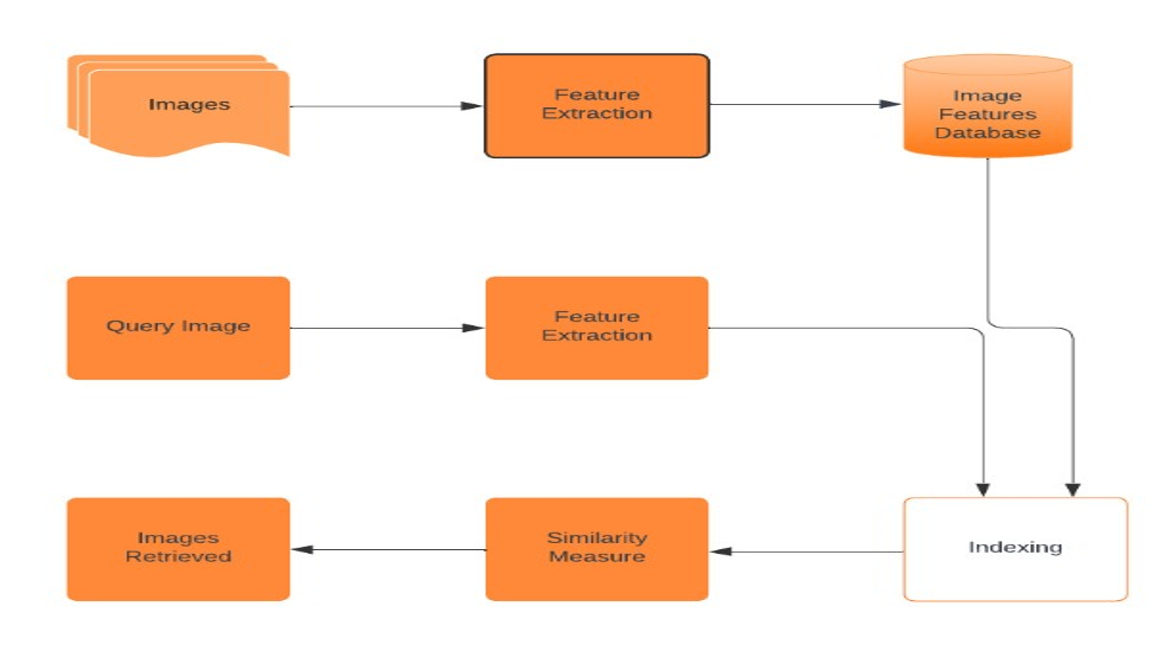 Images
Feature
Extraction
Image
Features
Database
Query Image
Feature
Extraction
Images
Retrieved
Similarity
Measure
Indexing